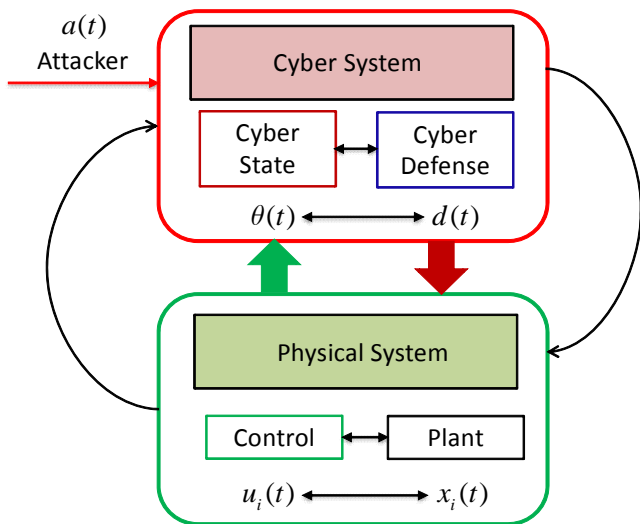 a(t)
Attacker
Cyber System
Cyber
State
Cyber
Defense
θ(t)
d(t)
Physical System
Control
Plant
u_i(t)
x_i(t)